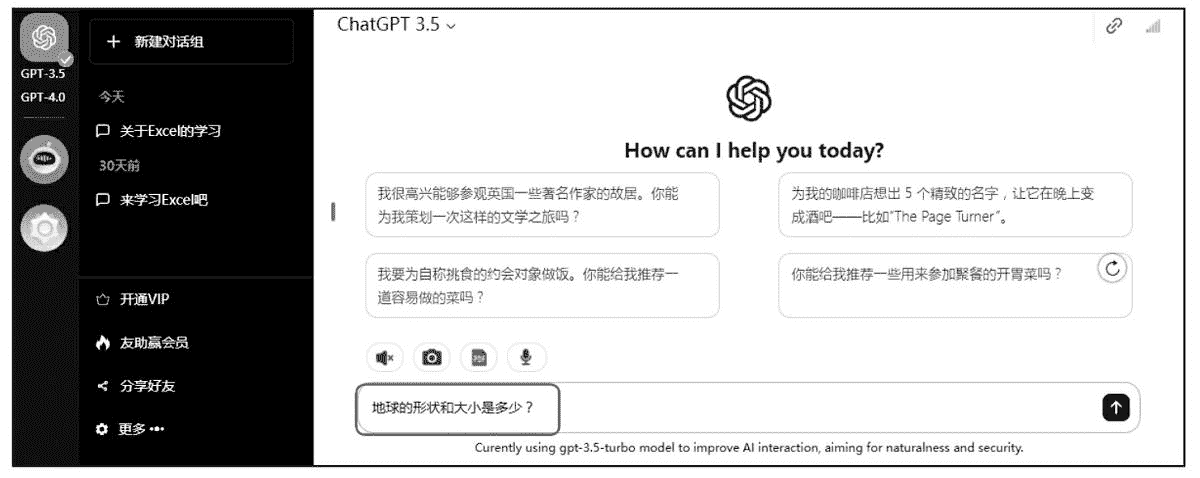 GPT-3.5
GPT-4.0
+ 新建对话组
今天
关于Excel的学习
30天前
来学习Excel吧
开通VIP
友助赢会员
分享好友
更多 •••
ChatGPT 3.5
How can I help you today?
我很高兴能够参观英国一些著名作家的故居。你能
为我策划一次这样的文学之旅吗？
为我的咖啡店想出 5 个精致的名字，让它在晚上变
成酒吧——比如“The Page Turner”。
我要为自称挑食的约会对象做饭。你能给我推荐一
道容易做的菜吗？
你能给我推荐一些用来参加聚餐的开胃菜吗？
地球的形状和大小是多少？
Curently using gpt-3.5-turbo model to improve AI interaction, aiming for naturalness and security.